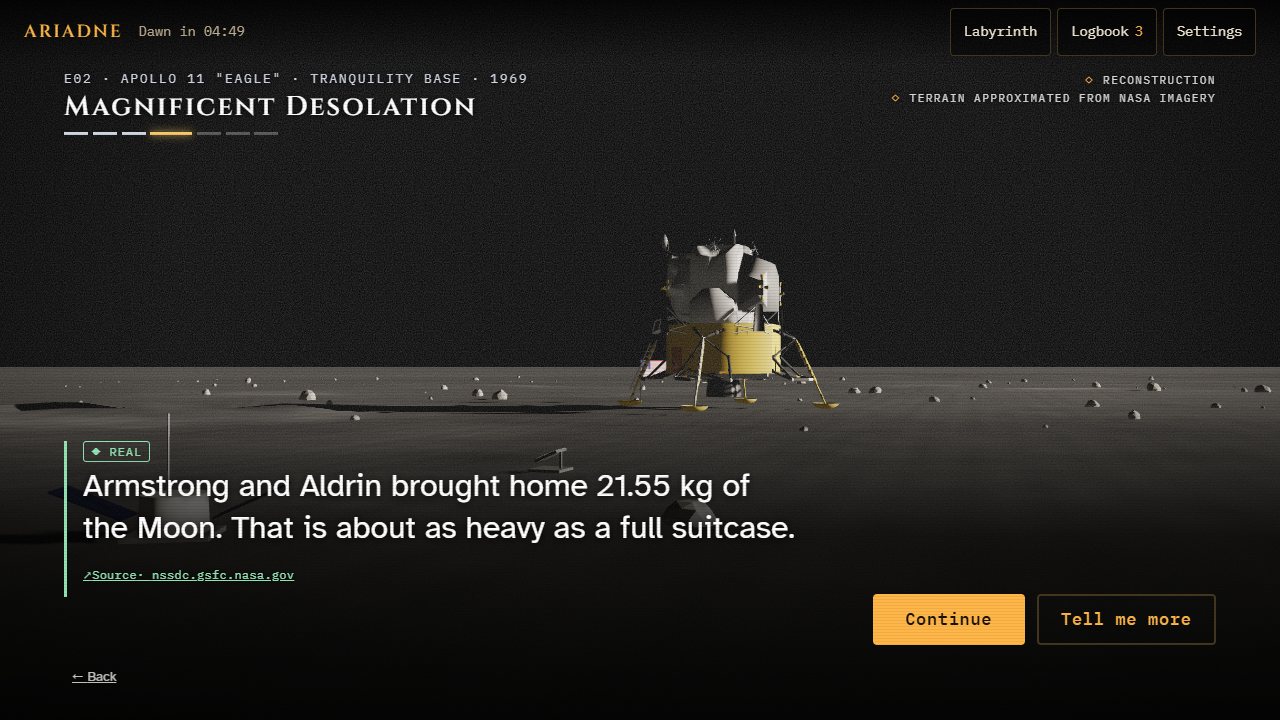 ARIADNE Dawn in 04:49 Labyrinth Logbook 3 Settings
E02 · APOLLO 11 "EAGLE" · TRANQUILITY BASE · 1969
Magnificent Desolation
◇ RECONSTRUCTION
◇ TERRAIN APPROXIMATED FROM NASA IMAGERY
◆ REAL
Armstrong and Aldrin brought home 21.55 kg of
the Moon. That is about as heavy as a full suitcase.
↗Source· nssdc.gsfc.nasa.gov
Continue Tell me more
← Back